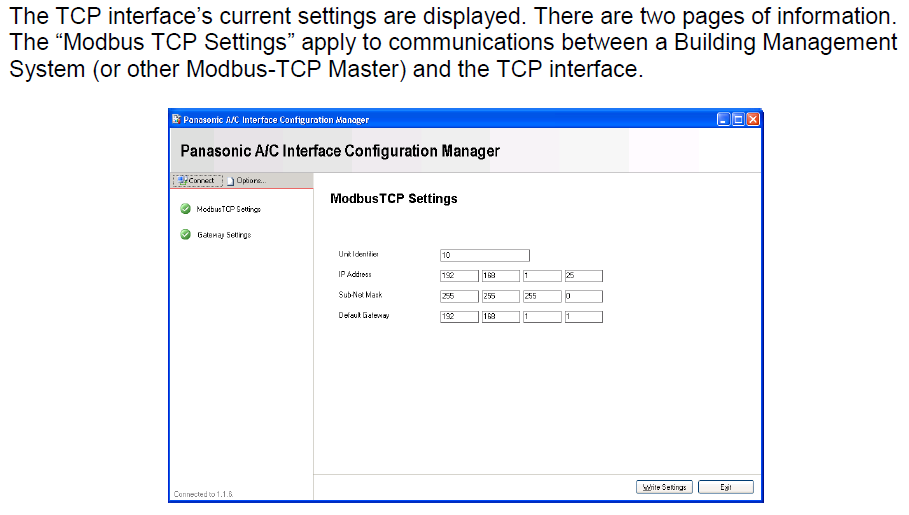 The TCP interface’s current settings are displayed. There are two pages of information.
The “Modbus TCP Settings” apply to communications between a Building Management
System (or other Modbus-TCP Master) and the TCP interface.
Panasonic A/C Interface Configuration Manager
Panasonic A/C Interface Configuration Manager
Connect Options...
ModbusTCP Settings
Gateway Settings
ModbusTCP Settings
Unit Identifier 10
IP Address 192 168 1 25
Sub-Net Mask 255 255 255 0
Default Gateway 192 168 1 1
Write Settings Exit
Connected to 1.1.6.